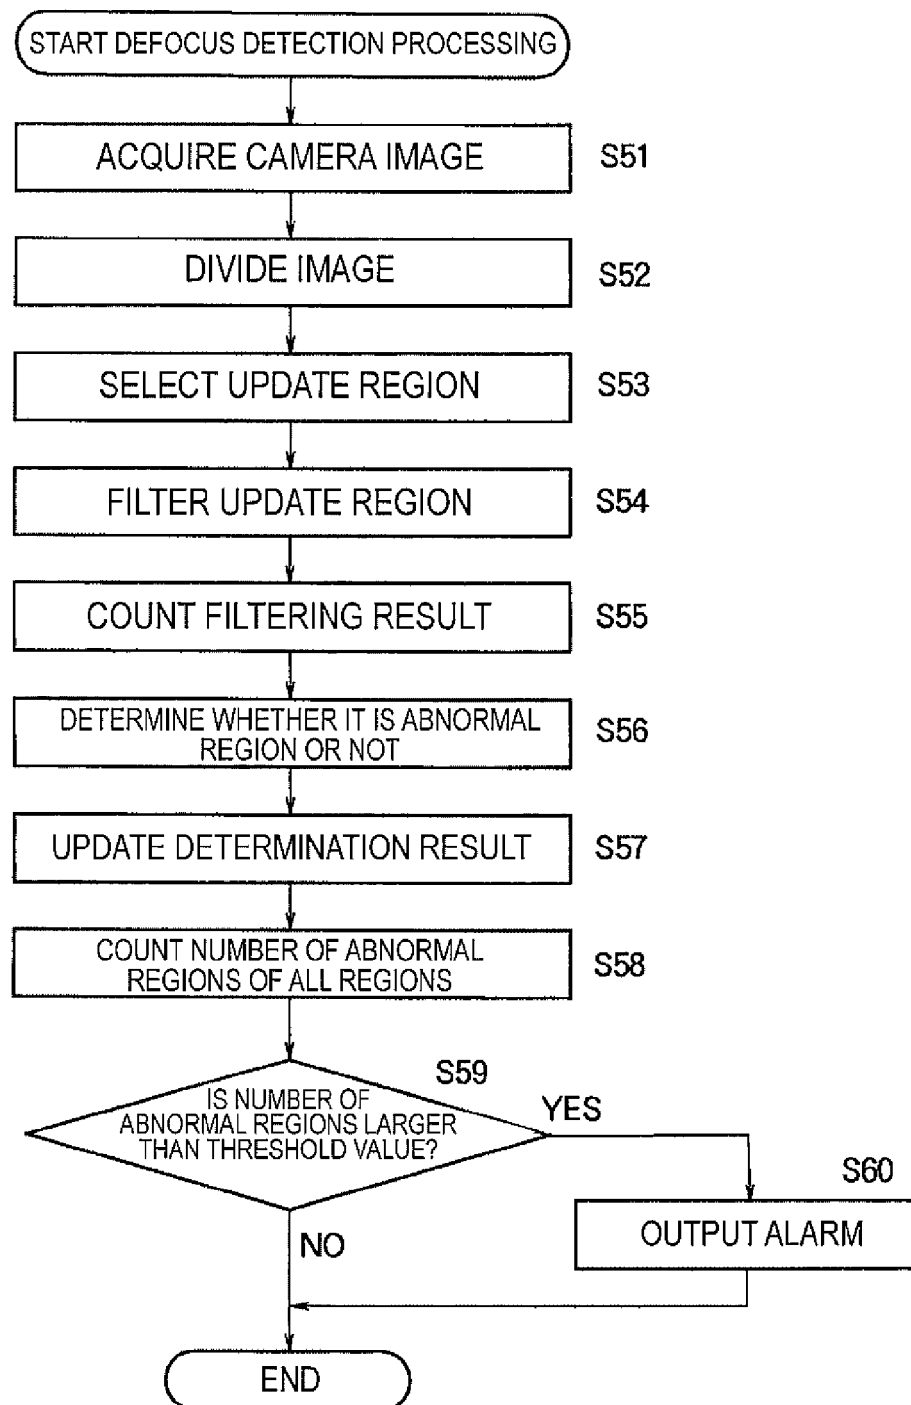 START DEFOCUS DETECTION PROCESSING
ACQUIRE CAMERA IMAGE
S51
DIVIDE IMAGE
S52
SELECT UPDATE REGION
S53
FILTER UPDATE REGION
S54
COUNT FILTERING RESULT
S55
DETERMINE WHETHER IT IS ABNORMAL
REGION OR NOT
S56
UPDATE DETERMINATION RESULT
S57
COUNT NUMBER OF ABNORMAL
REGIONS OF ALL REGIONS
S58
S59
IS NUMBER OF
ABNORMAL REGIONS LARGER
THAN THRESHOLD VALUE?
YES
S60
OUTPUT ALARM
NO
END